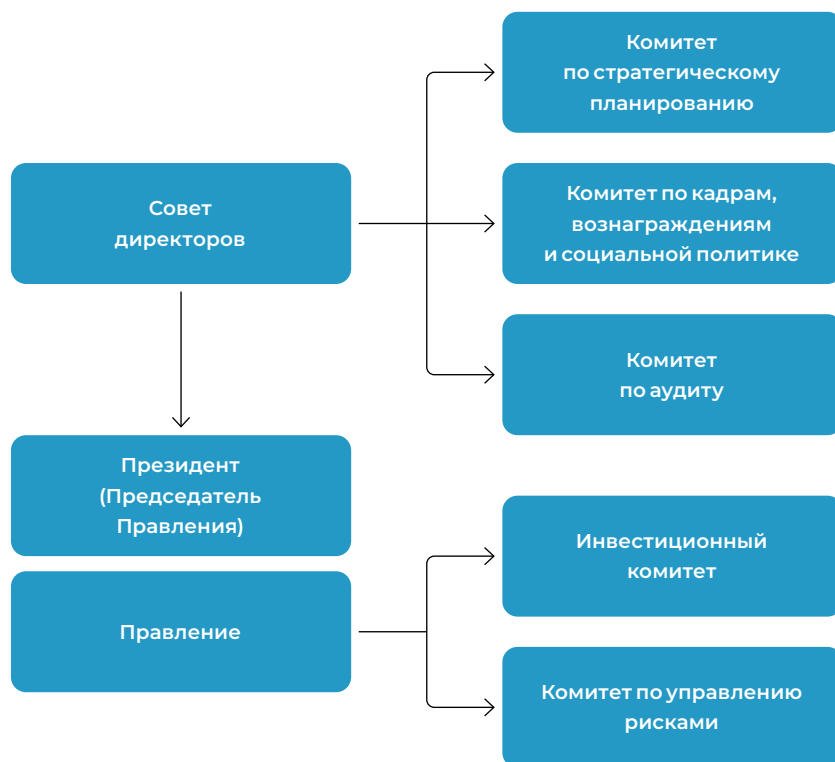 Комитет
по стратегическому
планированию
Совет
директоров
Комитет по кадрам,
вознаграждениям
и социальной политике
Комитет
по аудиту
Президент
(Председатель
Правления)
Инвестиционный
комитет
Правление
Комитет по управлению
рисками